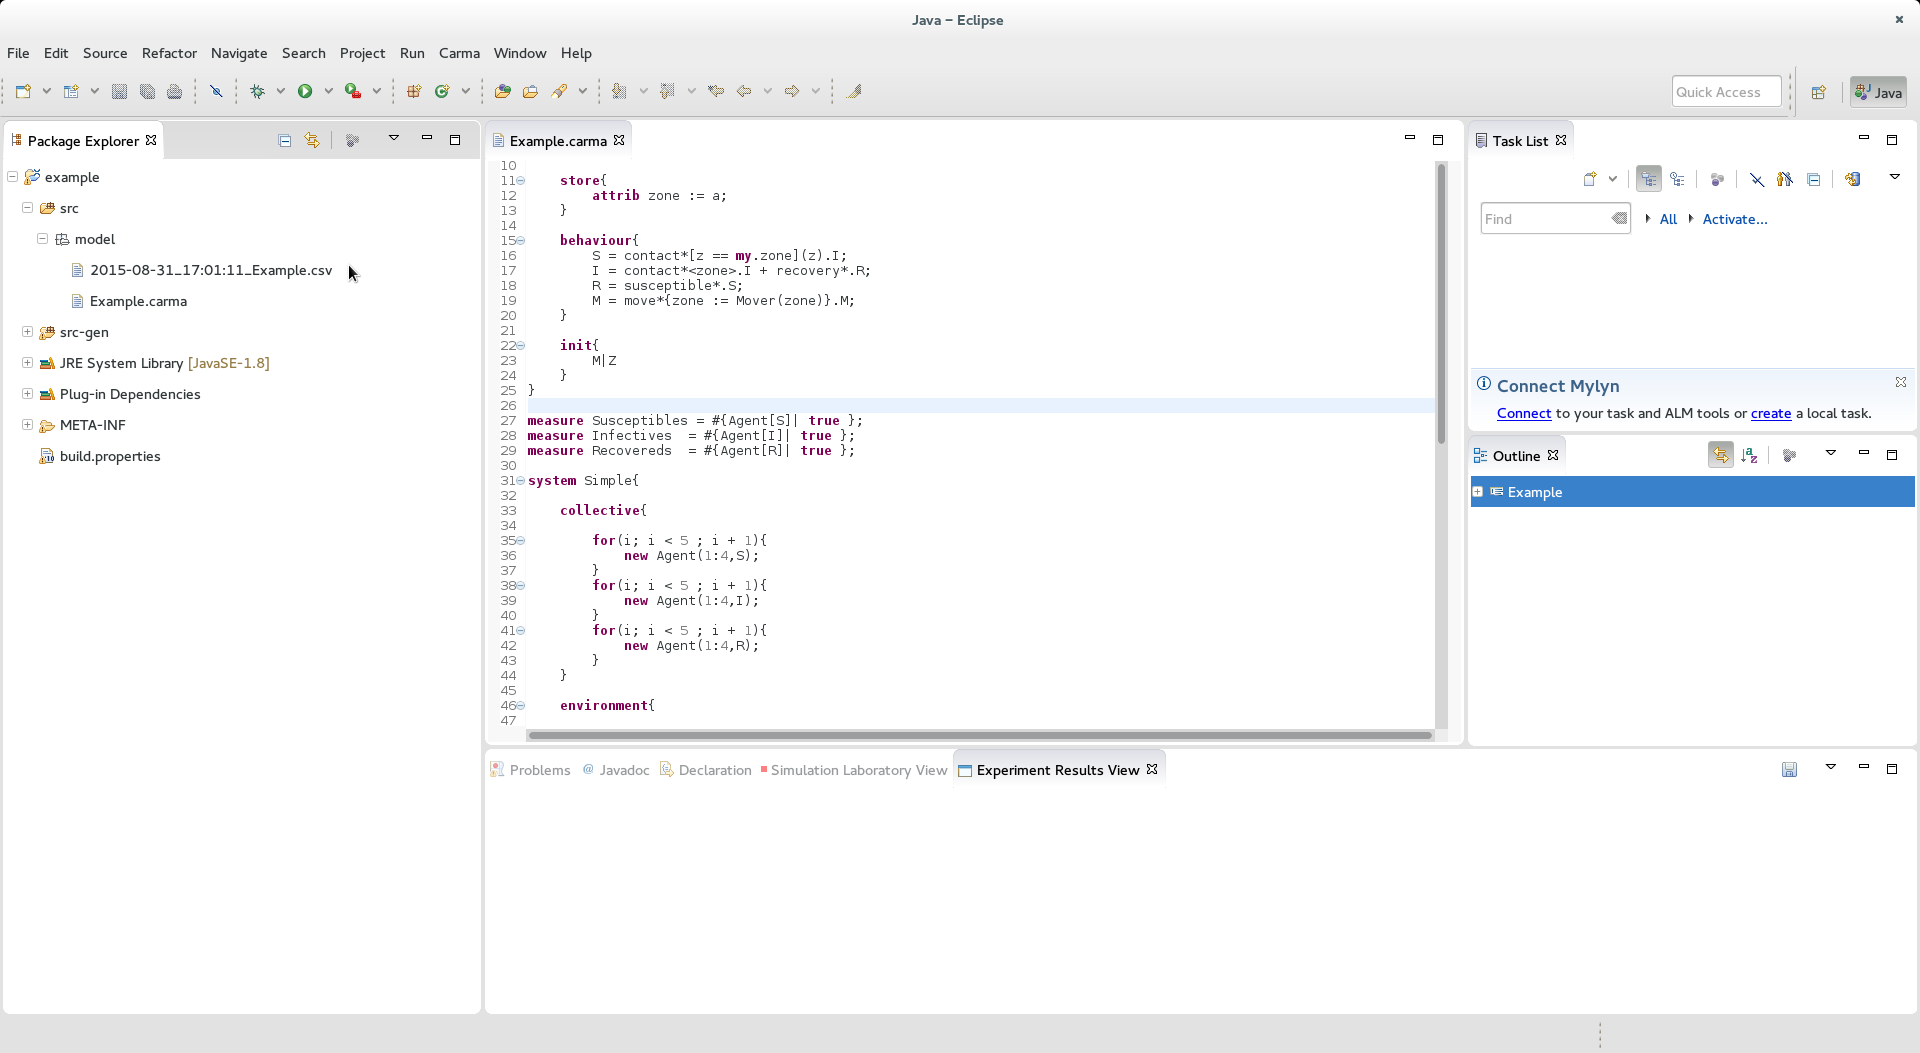 Java – Eclipse
File Edit Source Refactor Navigate Search Project Run Carma Window Help
Quick Access
Java
Package Explorer
example
src
model
2015-08-31_17:01:11_Example.csv
Example.carma
src-gen
JRE System Library [JavaSE-1.8]
Plug-in Dependencies
META-INF
build.properties
Example.carma
10
11 store{
12 attrib zone := a;
13 }
14
15 behaviour{
16 S = contact*[z == my.zone](z).I;
17 I = contact*<zone>.I + recovery*.R;
18 R = susceptible*.S;
19 M = move*{zone := Mover(zone)}.M;
20 }
21
22 init{
23 M|Z
24 }
25 }
26
27 measure Susceptibles = #{Agent[S]| true };
28 measure Infectives  = #{Agent[I]| true };
29 measure Recovereds  = #{Agent[R]| true };
30
31 system Simple{
32
33 collective{
34
35 for(i; i < 5 ; i + 1){
36 new Agent(1:4,S);
37 }
38 for(i; i < 5 ; i + 1){
39 new Agent(1:4,I);
40 }
41 for(i; i < 5 ; i + 1){
42 new Agent(1:4,R);
43 }
44 }
45
46 environment{
47
Task List
Find
All Activate...
Connect Mylyn
Connect to your task and ALM tools or create a local task.
Outline
Example
Problems @ Javadoc Declaration Simulation Laboratory View Experiment Results View